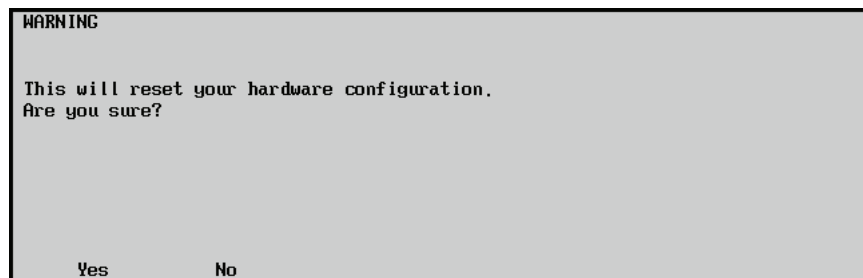 WARNING
This will reset your hardware configuration.
Are you sure?
Yes No